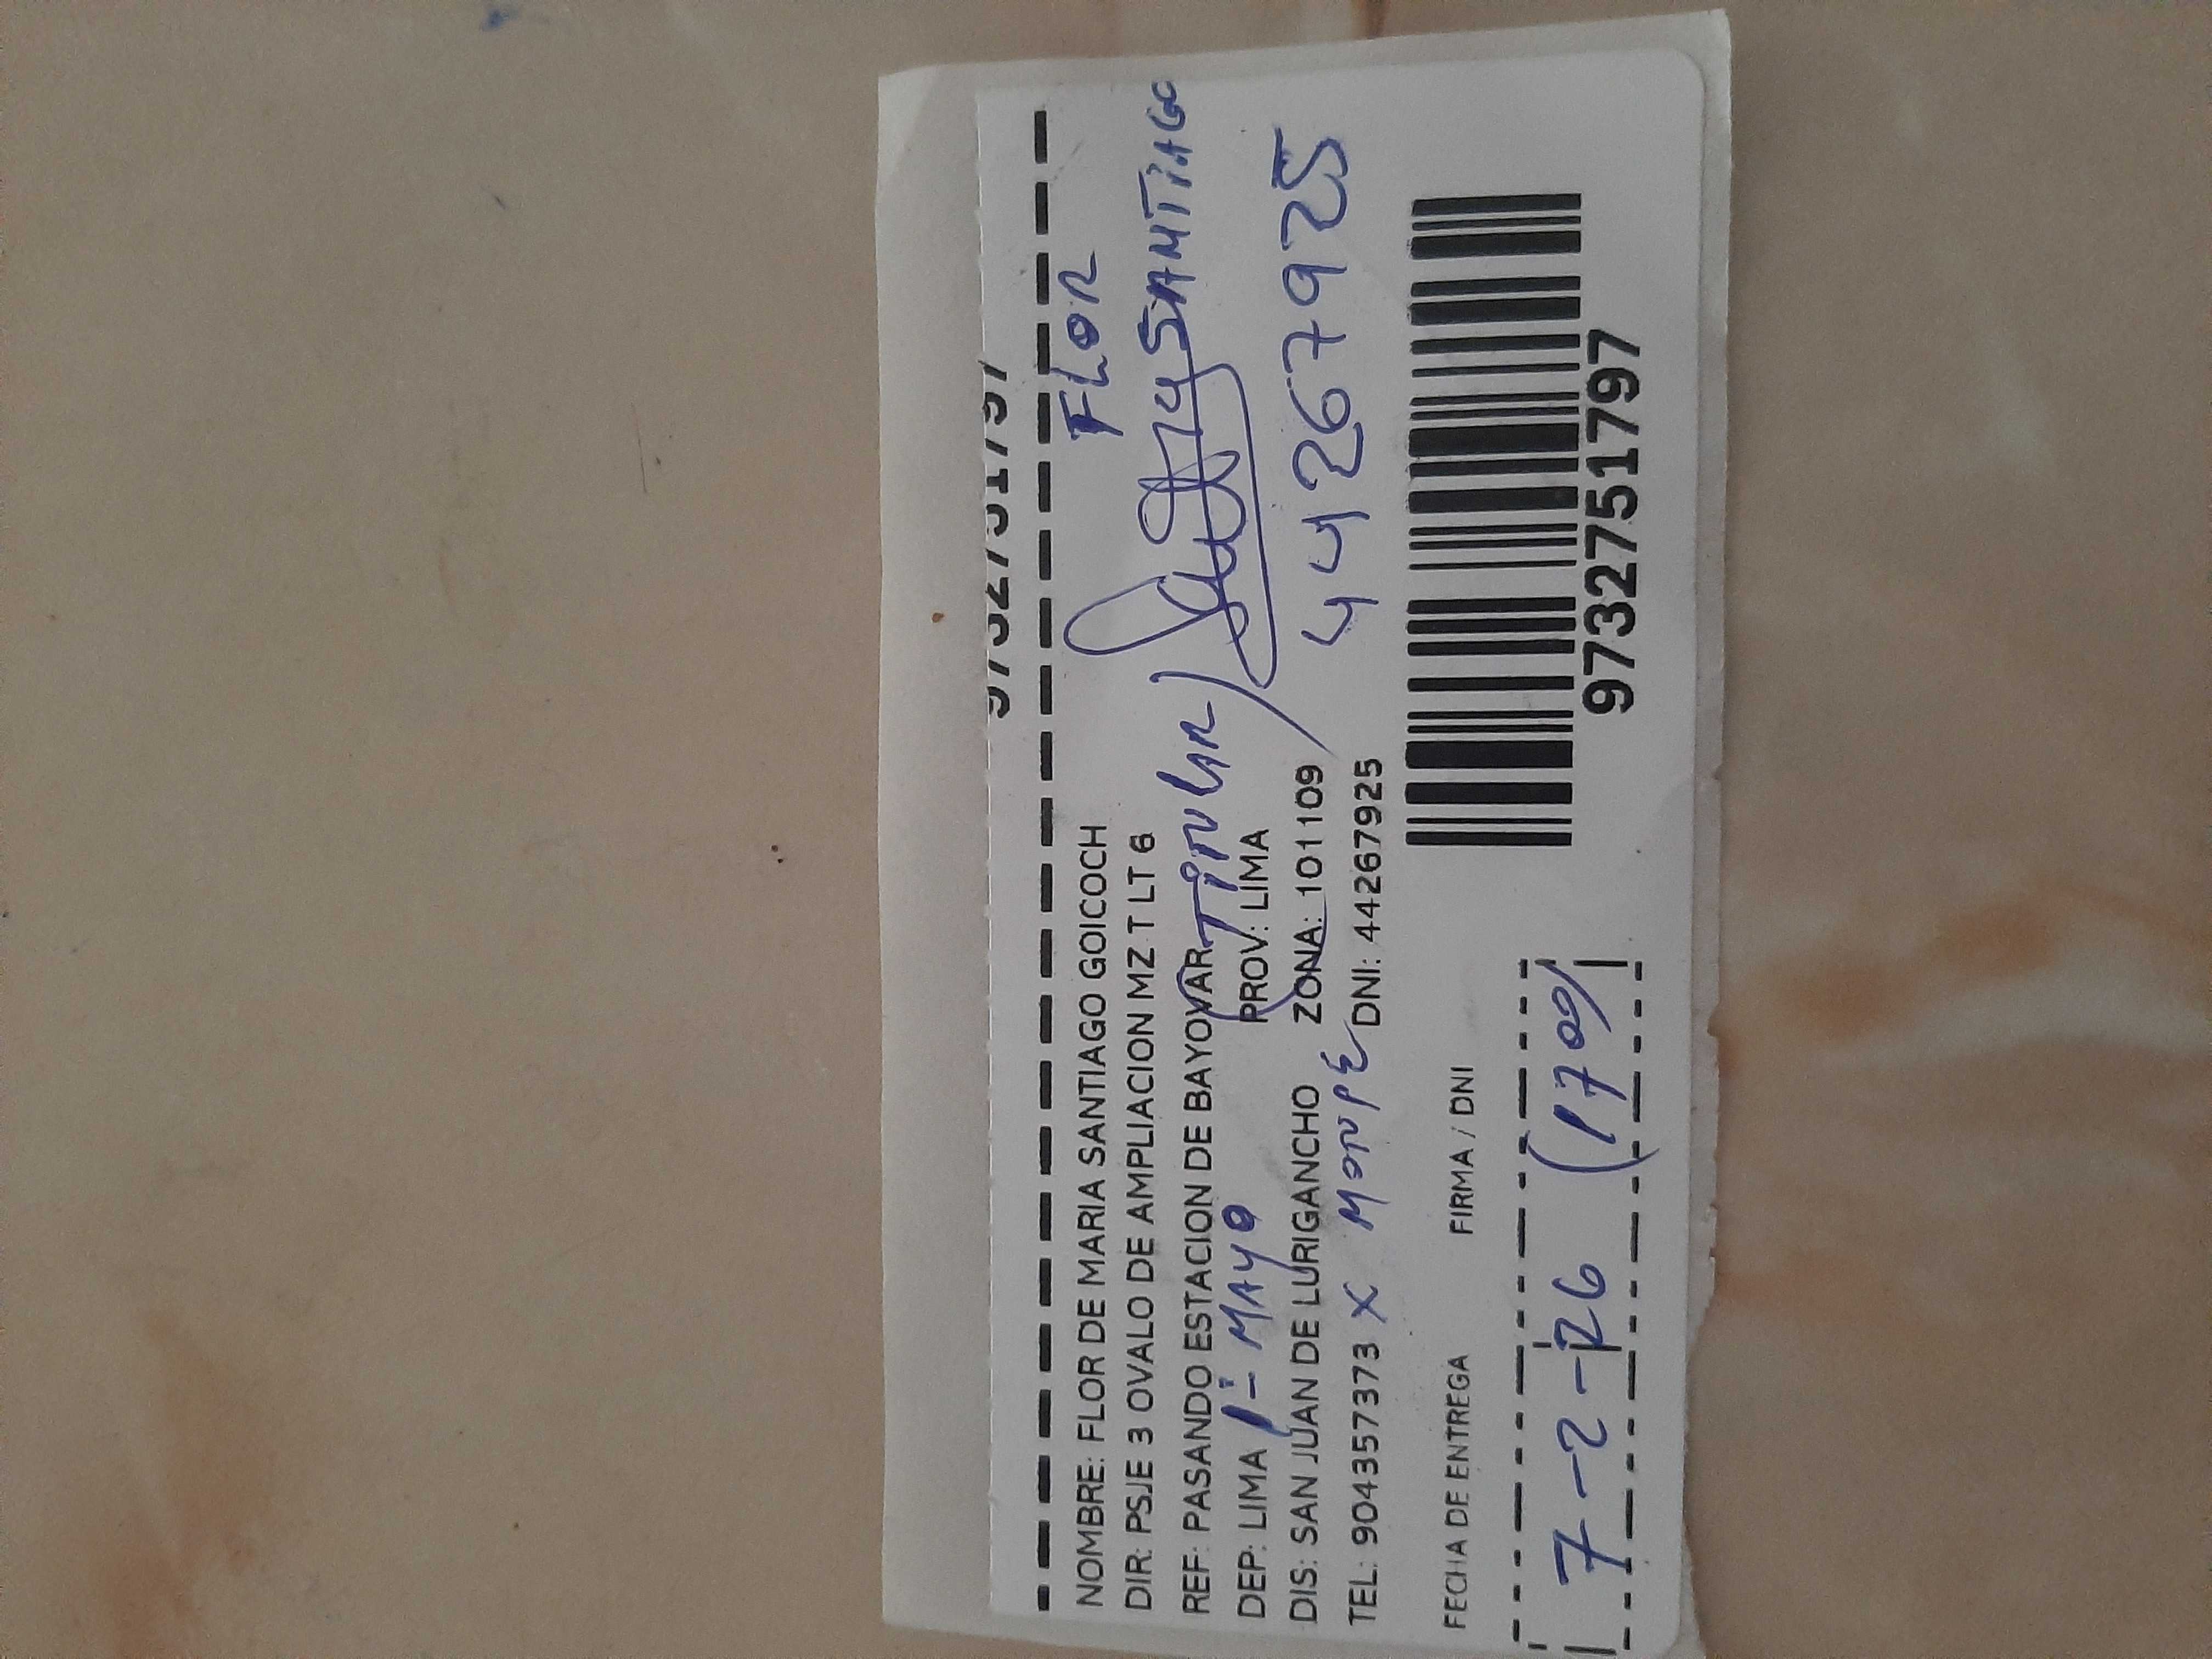 FLOR
NOMBRE: FLOR DE MARIA SANTIAGO GOICOCH
DIR: PSJE 3 OVALO DE AMPLIACION MZ T LT 6
SANTIAGO
REF: PASANDO ESTACION DE BAYOVAR TITULAR
DEP: LIMA 1- MAYO PROV: LIMA
DIS: SAN JUAN DE LURIGANCHO ZONA: 1011109
44267925
TEL: 904357373 X MONPE DNI: 44267925
FECHA DE ENTREGA FIRMA / DNI
9732751797
7-2-26 (1709)